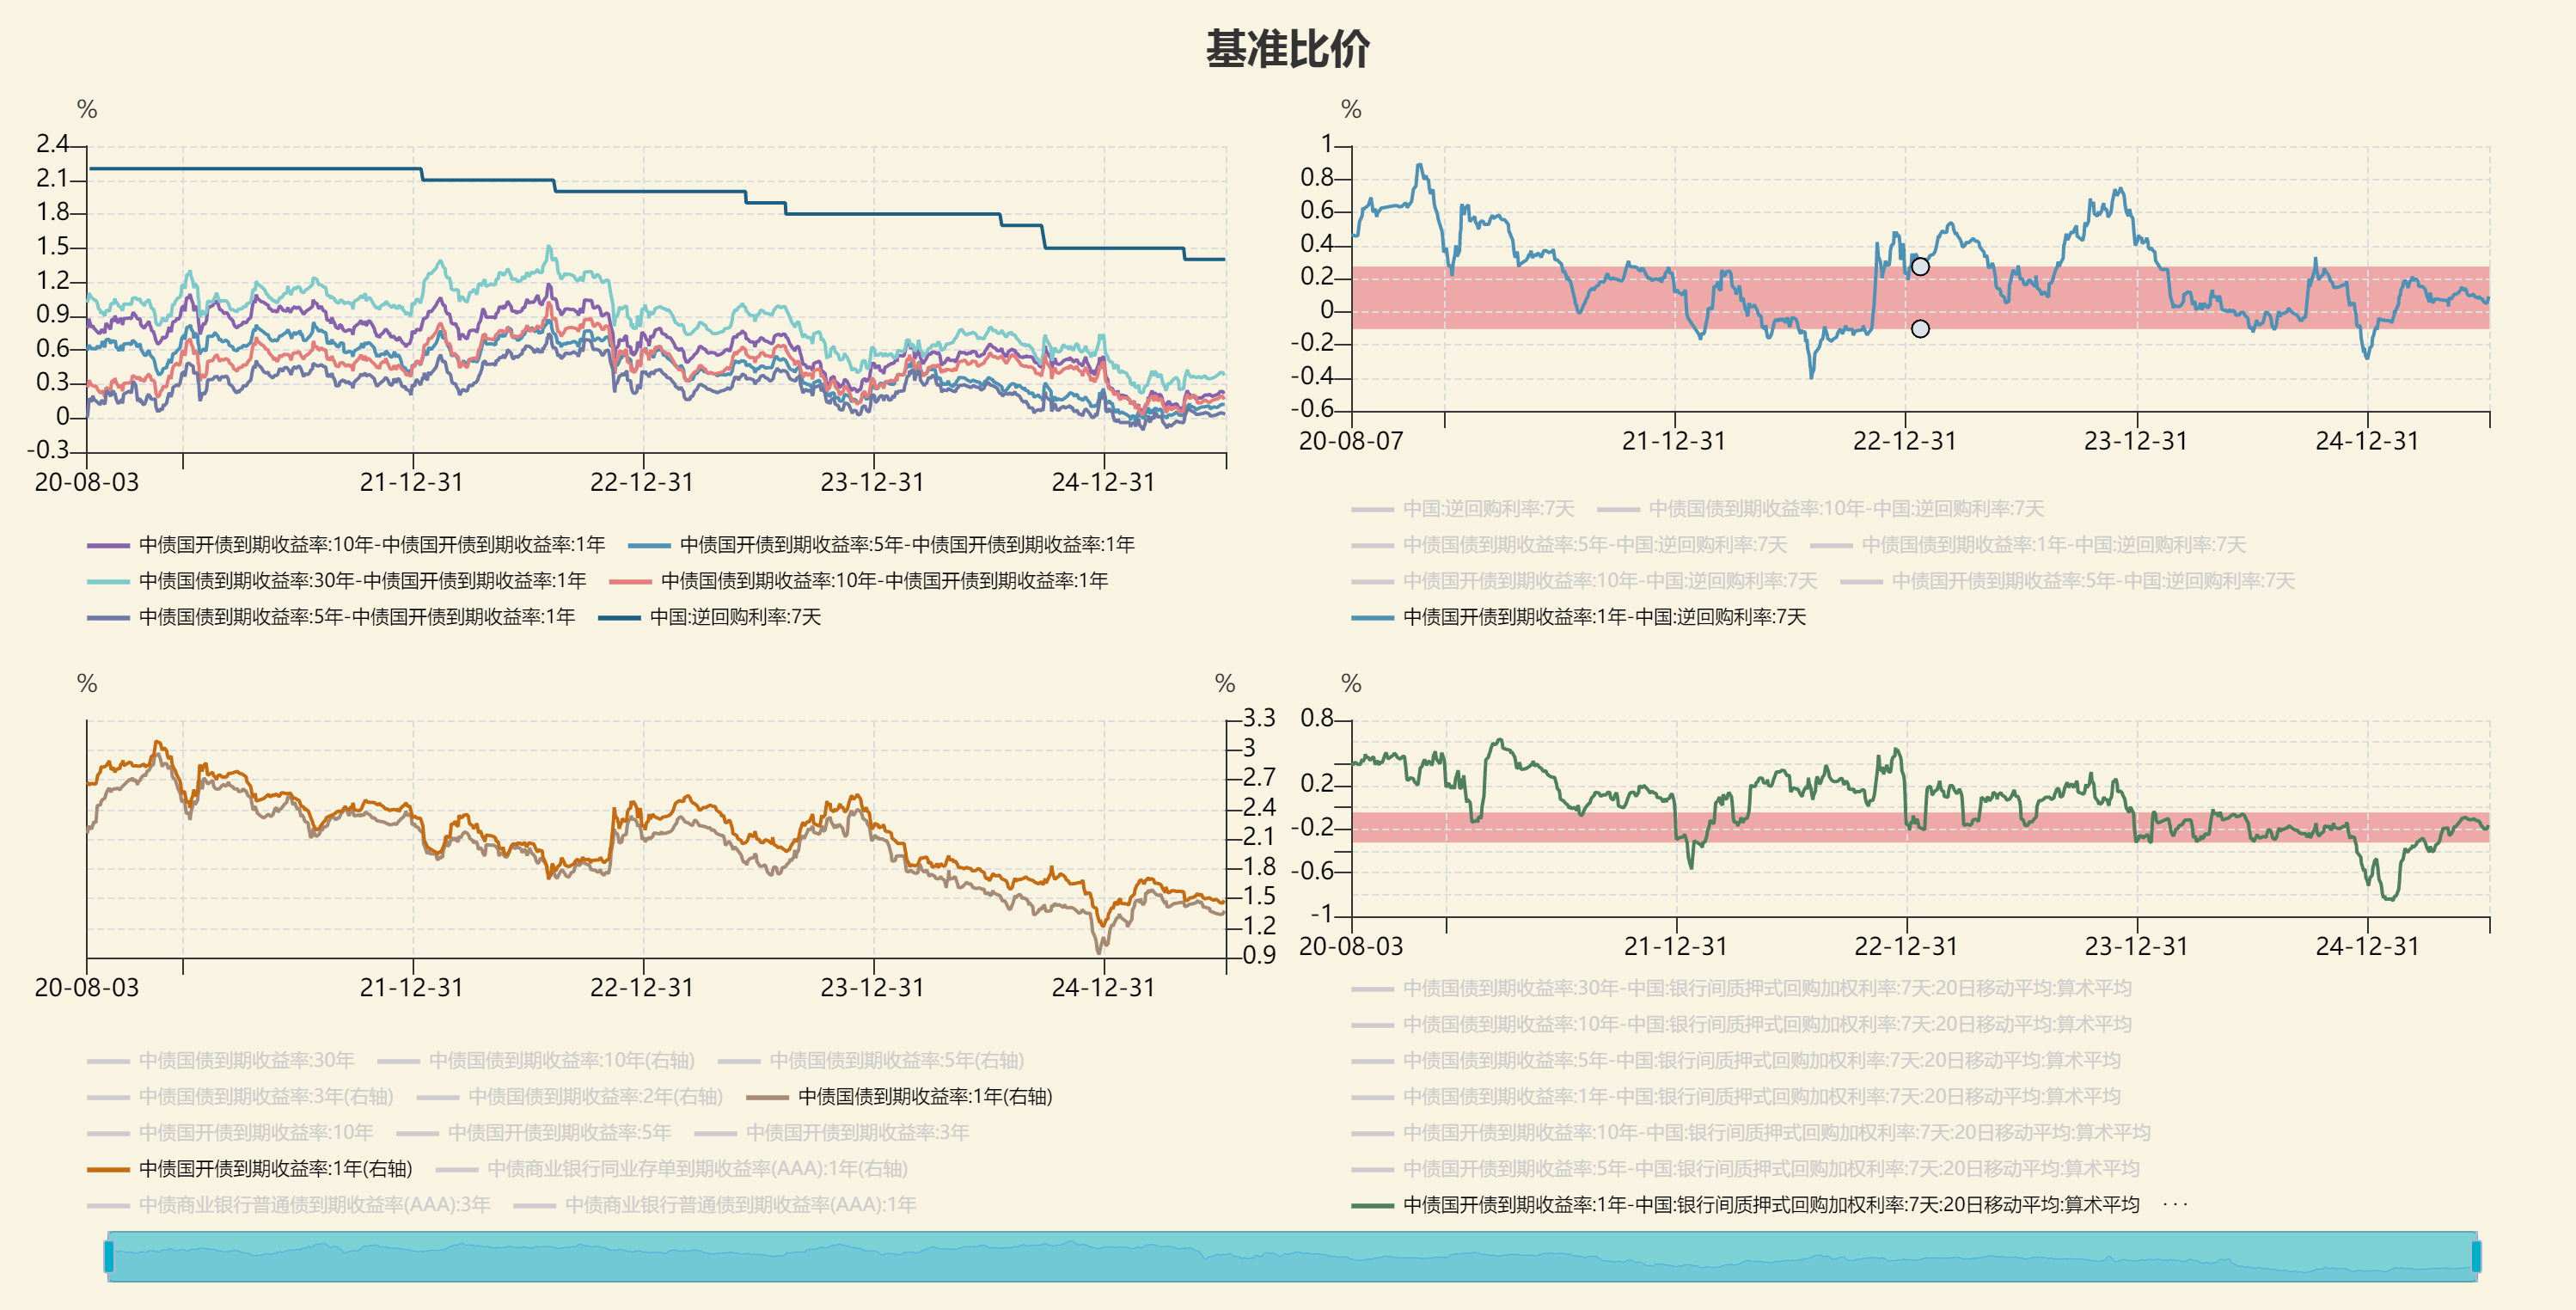 基准比价
%
2.4
2.1
1.8
1.5
1.2
0.9
0.6
0.3
0
-0.3
20-08-03 21-12-31 22-12-31 23-12-31 24-12-31
中债国开债到期收益率:10年-中债国开债到期收益率:1年 中债国开债到期收益率:5年-中债国开债到期收益率:1年
中债国债到期收益率:30年-中债国开债到期收益率:1年 中债国债到期收益率:10年-中债国开债到期收益率:1年
中债国债到期收益率:5年-中债国开债到期收益率:1年 中国:逆回购利率:7天
%
1
0.8
0.6
0.4
0.2
0
-0.2
-0.4
-0.6
20-08-07 21-12-31 22-12-31 23-12-31 24-12-31
中国:逆回购利率:7天 中债国债到期收益率:10年-中国:逆回购利率:7天
中债国债到期收益率:5年-中国:逆回购利率:7天 中债国债到期收益率:1年-中国:逆回购利率:7天
中债国开债到期收益率:10年-中国:逆回购利率:7天 中债国开债到期收益率:5年-中国:逆回购利率:7天
中债国开债到期收益率:1年-中国:逆回购利率:7天
% %
3.3
3
2.7
2.4
2.1
1.8
1.5
1.2
0.9
20-08-03 21-12-31 22-12-31 23-12-31 24-12-31
中债国债到期收益率:30年 中债国债到期收益率:10年(右轴) 中债国债到期收益率:5年(右轴)
中债国债到期收益率:3年(右轴) 中债国债到期收益率:2年(右轴) 中债国债到期收益率:1年(右轴)
中债国开债到期收益率:10年 中债国开债到期收益率:5年 中债国开债到期收益率:3年
中债国开债到期收益率:1年(右轴) 中债商业银行同业存单到期收益率(AAA):1年(右轴)
中债商业银行普通债到期收益率(AAA):3年 中债商业银行普通债到期收益率(AAA):1年
%
0.8
0.2
-0.2
-0.6
-1
20-08-03 21-12-31 22-12-31 23-12-31 24-12-31
中债国债到期收益率:30年-中国:银行间质押式回购加权利率:7天:20日移动平均:算术平均
中债国债到期收益率:10年-中国:银行间质押式回购加权利率:7天:20日移动平均:算术平均
中债国债到期收益率:5年-中国:银行间质押式回购加权利率:7天:20日移动平均:算术平均
中债国债到期收益率:1年-中国:银行间质押式回购加权利率:7天:20日移动平均:算术平均
中债国开债到期收益率:10年-中国:银行间质押式回购加权利率:7天:20日移动平均:算术平均
中债国开债到期收益率:5年-中国:银行间质押式回购加权利率:7天:20日移动平均:算术平均
中债国开债到期收益率:1年-中国:银行间质押式回购加权利率:7天:20日移动平均:算术平均 ...